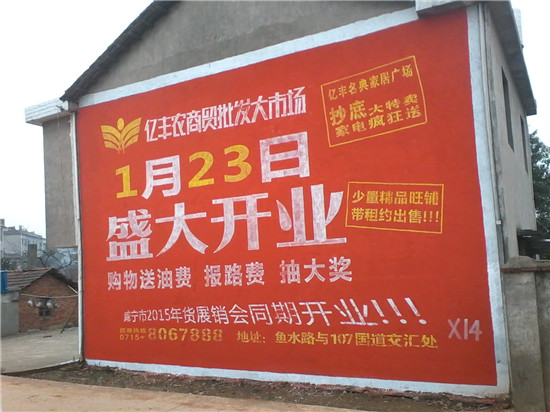 亿丰农商贸批发大市场
亿丰名典家居广场
抄底大特卖
家电疯狂送
1月23日
盛大开业
少量精品旺铺
带租约出售!!!
购物送油费 报路费 抽大奖
咸宁市2015年货展销会同期开业!!!
0715-8067888 地址:鱼水路与107国道交汇处
X14